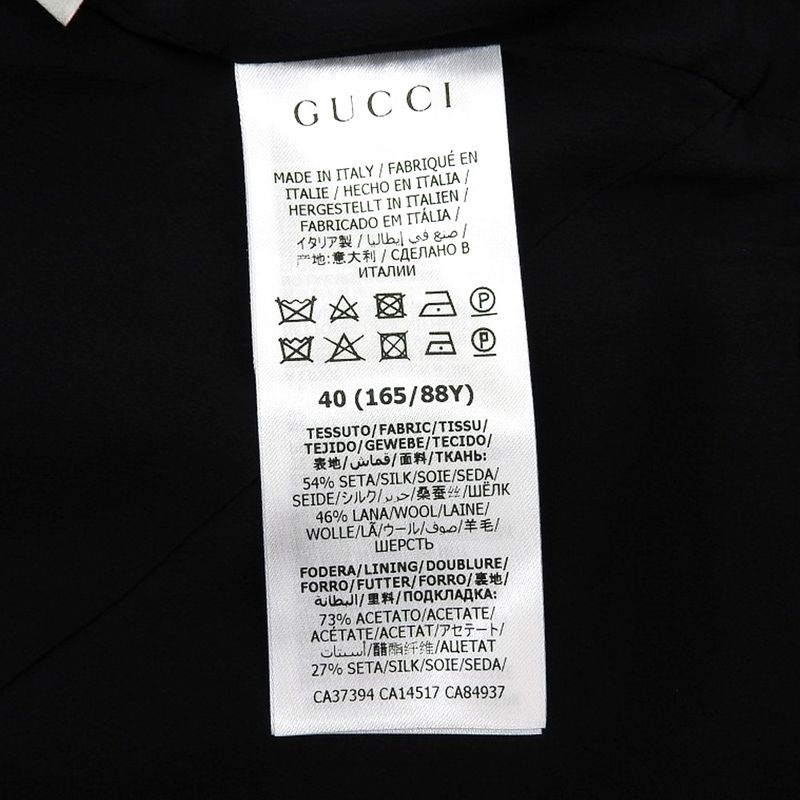 GUCCI
MADE IN ITALY / FABRIQUÉ EN
ITALIE / HECHO EN ITALIA /
HERGESTELLT IN ITALIEN /
FABRICADO EM ITÁLIA /
イタリア製 / صنع في إيطاليا /
产地:意大利 / СДЕЛАНО В
ИТАЛИИ
P
P
40 (165/88Y)
TESSUTO/FABRIC/TISSU/
TEJIDO/GEWEBE/TECIDO/
表地/قماش/面料/ТКАНЬ:
54% SETA/SILK/SOIE/SEDA/
SEIDE/シルク/حرير/桑蚕丝/ШЁЛК
46% LANA/WOOL/LAINE/
WOLLE/LÃ/ウール/صوف/羊毛/
ШЕРСТЬ
FODERA/LINING/DOUBLURE/
FORRO/FUTTER/FORRO/裏地/
البطانة/里料/ПОДКЛАДКА:
73% ACETATO/ACETATE/
ACÉTATE/ACETAT/アセテート/
أسيتات/醋酯纤维/АЦЕТАТ
27% SETA/SILK/SOIE/SEDA/
CA37394 CA14517 CA84937